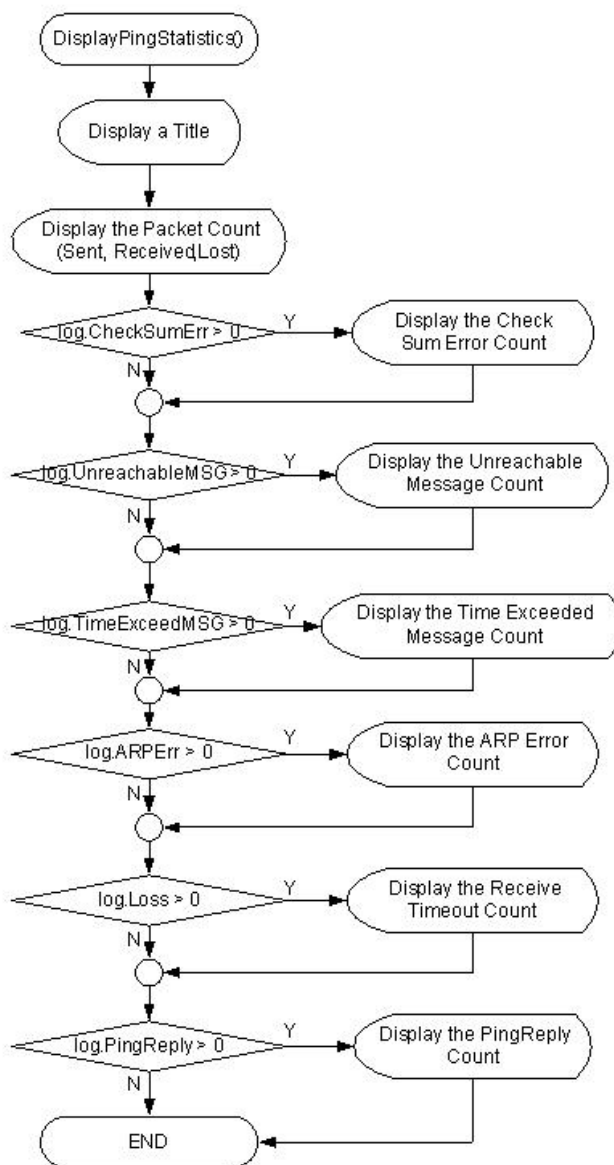 DisplayPingStatistics()
Display a Title
Display the Packet Count
(Sent, Received,Lost)
log.CheckSumErr > 0
Y
Display the Check
Sum Error Count
N
log.UnreachableMSG > 0
Y
Display the Unreachable
Message Count
N
log.TimeExceedMSG > 0
Y
Display the Time Exceeded
Message Count
N
log.ARPErr > 0
Y
Display the ARP Error
Count
N
log.Loss > 0
Y
Display the Receive
Timeout Count
N
log.PingReply > 0
Y
Display the PingReply
Count
N
END